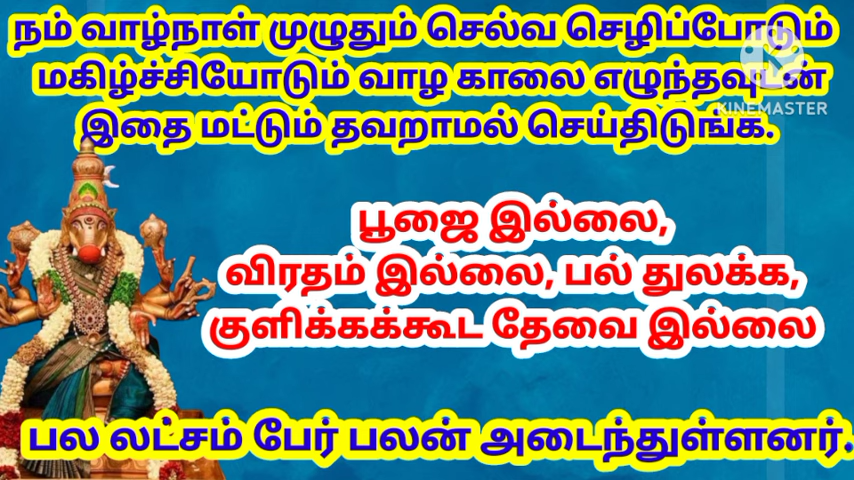 நம் வாழ்நாள் முழுதும் செல்வ செழிப்போடும்
மகிழ்ச்சியோடும் வாழ காலை எழுந்தவுடன்
KINEMASTER
இதை மட்டும் தவறாமல் செய்திடுங்க.
பூஜை இல்லை,
விரதம் இல்லை, பல் துலக்க,
குளிக்கக்கூட தேவை இல்லை
பல லட்சம் பேர் பலன் அடைந்துள்ளனர்.